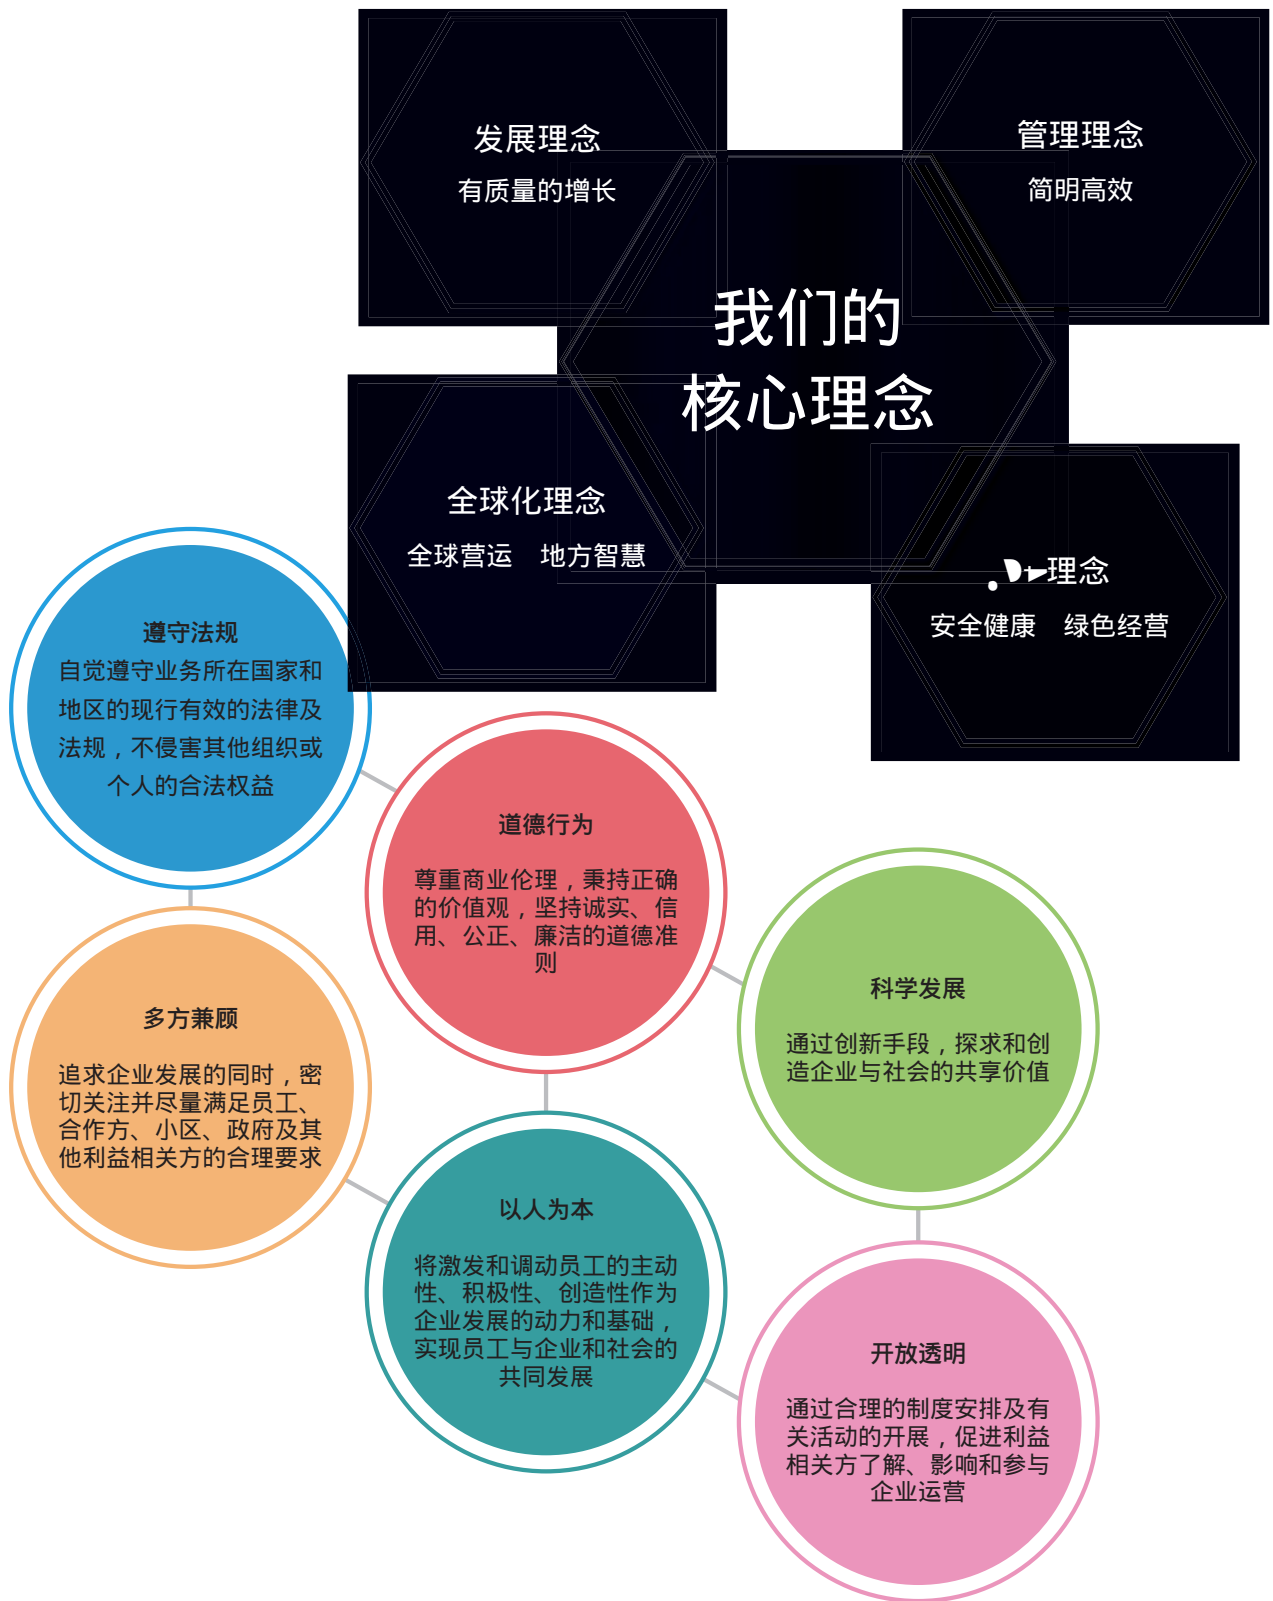 发展理念
有质量的增长
管理理念
简明高效
我们的
核心理念
全球化理念
全球营运　地方智慧
理念
安全健康　绿色经营
遵守法规
自觉遵守业务所在国家和
地区的现行有效的法律及
法规，不侵害其他组织或
个人的合法权益
道德行为
尊重商业伦理，秉持正确
的价值观，坚持诚实、信
用、公正、廉洁的道德准
则
科学发展
通过创新手段，探求和创
造企业与社会的共享价值
多方兼顾
追求企业发展的同时，密
切关注并尽量满足员工、
合作方、小区、政府及其
他利益相关方的合理要求
以人为本
将激发和调动员工的主动
性、积极性、创造性作为
企业发展的动力和基础，
实现员工与企业和社会的
共同发展
开放透明
通过合理的制度安排及有
关活动的开展，促进利益
相关方了解、影响和参与
企业运营